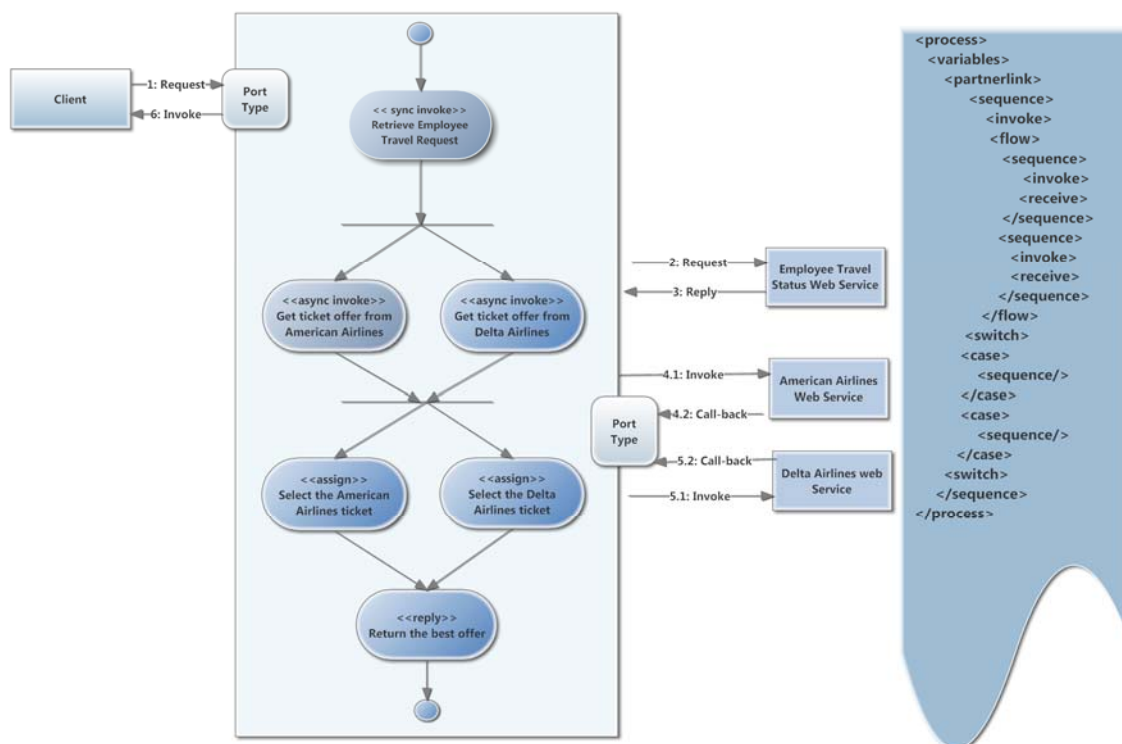 Client
1: Request
6: Invoke
Port
Type
<< sync invoke>>
Retrieve Employee
Travel Request
<<async invoke>>
Get ticket offer from
American Airlines
<<async invoke>>
Get ticket offer from
Delta Airlines
<<assign>>
Select the American
Airlines ticket
<<assign>>
Select the Delta
Airlines ticket
<<reply>>
Return the best offer
2: Request
3: Reply
Employee Travel
Status Web Service
4.1: Invoke
4.2: Call-back
American Airlines
Web Service
Port
Type
5.2: Call-back
5.1: Invoke
Delta Airlines web
Service
<process>
<variables>
<partnerlink>
<sequence>
<invoke>
<flow>
<sequence>
<invoke>
<receive>
</sequence>
<sequence>
<invoke>
<receive>
</sequence>
</flow>
<switch>
<case>
<sequence/>
</case>
<case>
<sequence/>
</case>
<switch>
</sequence>
</process>